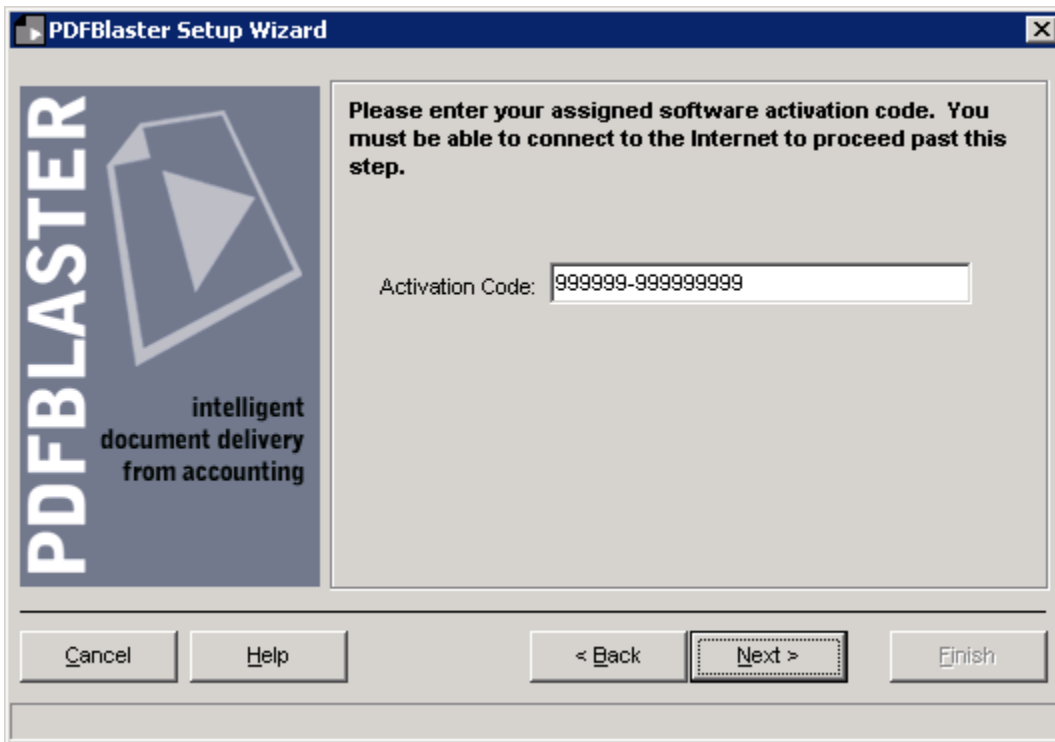 PDFBlaster Setup Wizard
PDFBLASTER
intelligent
document delivery
from accounting
Please enter your assigned software activation code. You
must be able to connect to the Internet to proceed past this
step.
Activation Code: 999999-999999999
Cancel Help < Back Next > Finish